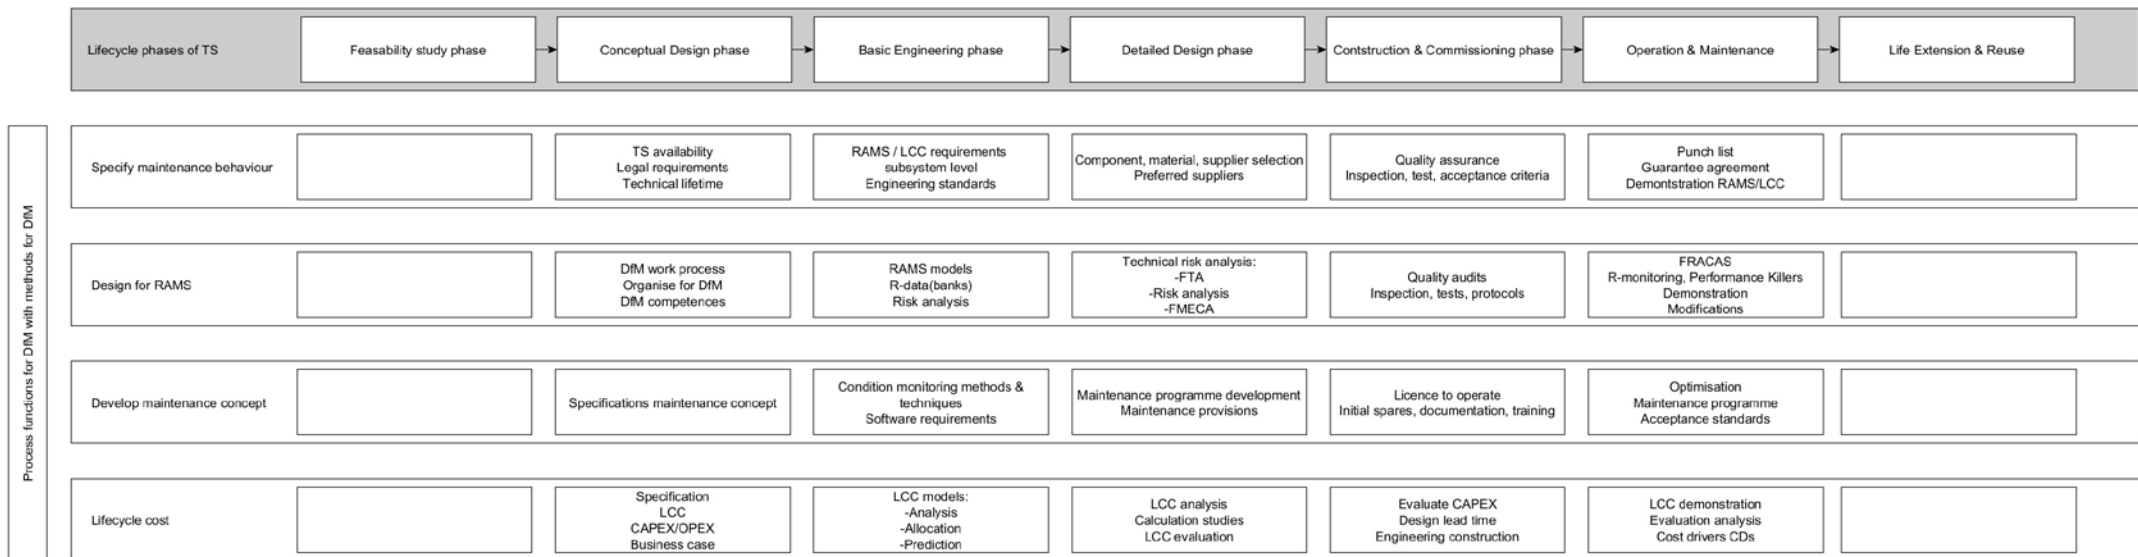 Lifecycle phases of TS
Feasability study phase
Conceptual Design phase
Basic Engineering phase
Detailed Design phase
Contstruction & Commissioning phase
Operation & Maintenance
Life Extension & Reuse
Process functions for DfM with methods for DfM
Specify maintenance behaviour
TS availability
Legal requirements
Technical lifetime
RAMS / LCC requirements
subsystem level
Engineering standards
Component, material, supplier selection
Preferred suppliers
Quality assurance
Inspection, test, acceptance criteria
Punch list
Guarantee agreement
Demontstration RAMS/LCC
Design for RAMS
DfM work process
Organise for DfM
DfM competences
RAMS models
R-data(banks)
Risk analysis
Technical risk analysis:
-FTA
-Risk analysis
-FMECA
Quality audits
Inspection, tests, protocols
FRACAS
R-monitoring, Performance Killers
Demonstration
Modifications
Develop maintenance concept
Specifications maintenance concept
Condition monitoring methods &
techniques
Software requirements
Maintenance programme development
Maintenance provisions
Licence to operate
Initial spares, documentation, training
Optimisation
Maintenance programme
Acceptance standards
Lifecycle cost
Specification
LCC
CAPEX/OPEX
Business case
LCC models:
-Analysis
-Allocation
-Prediction
LCC analysis
Calculation studies
LCC evaluation
Evaluate CAPEX
Design lead time
Engineering construction
LCC demonstration
Evaluation analysis
Cost drivers CDs